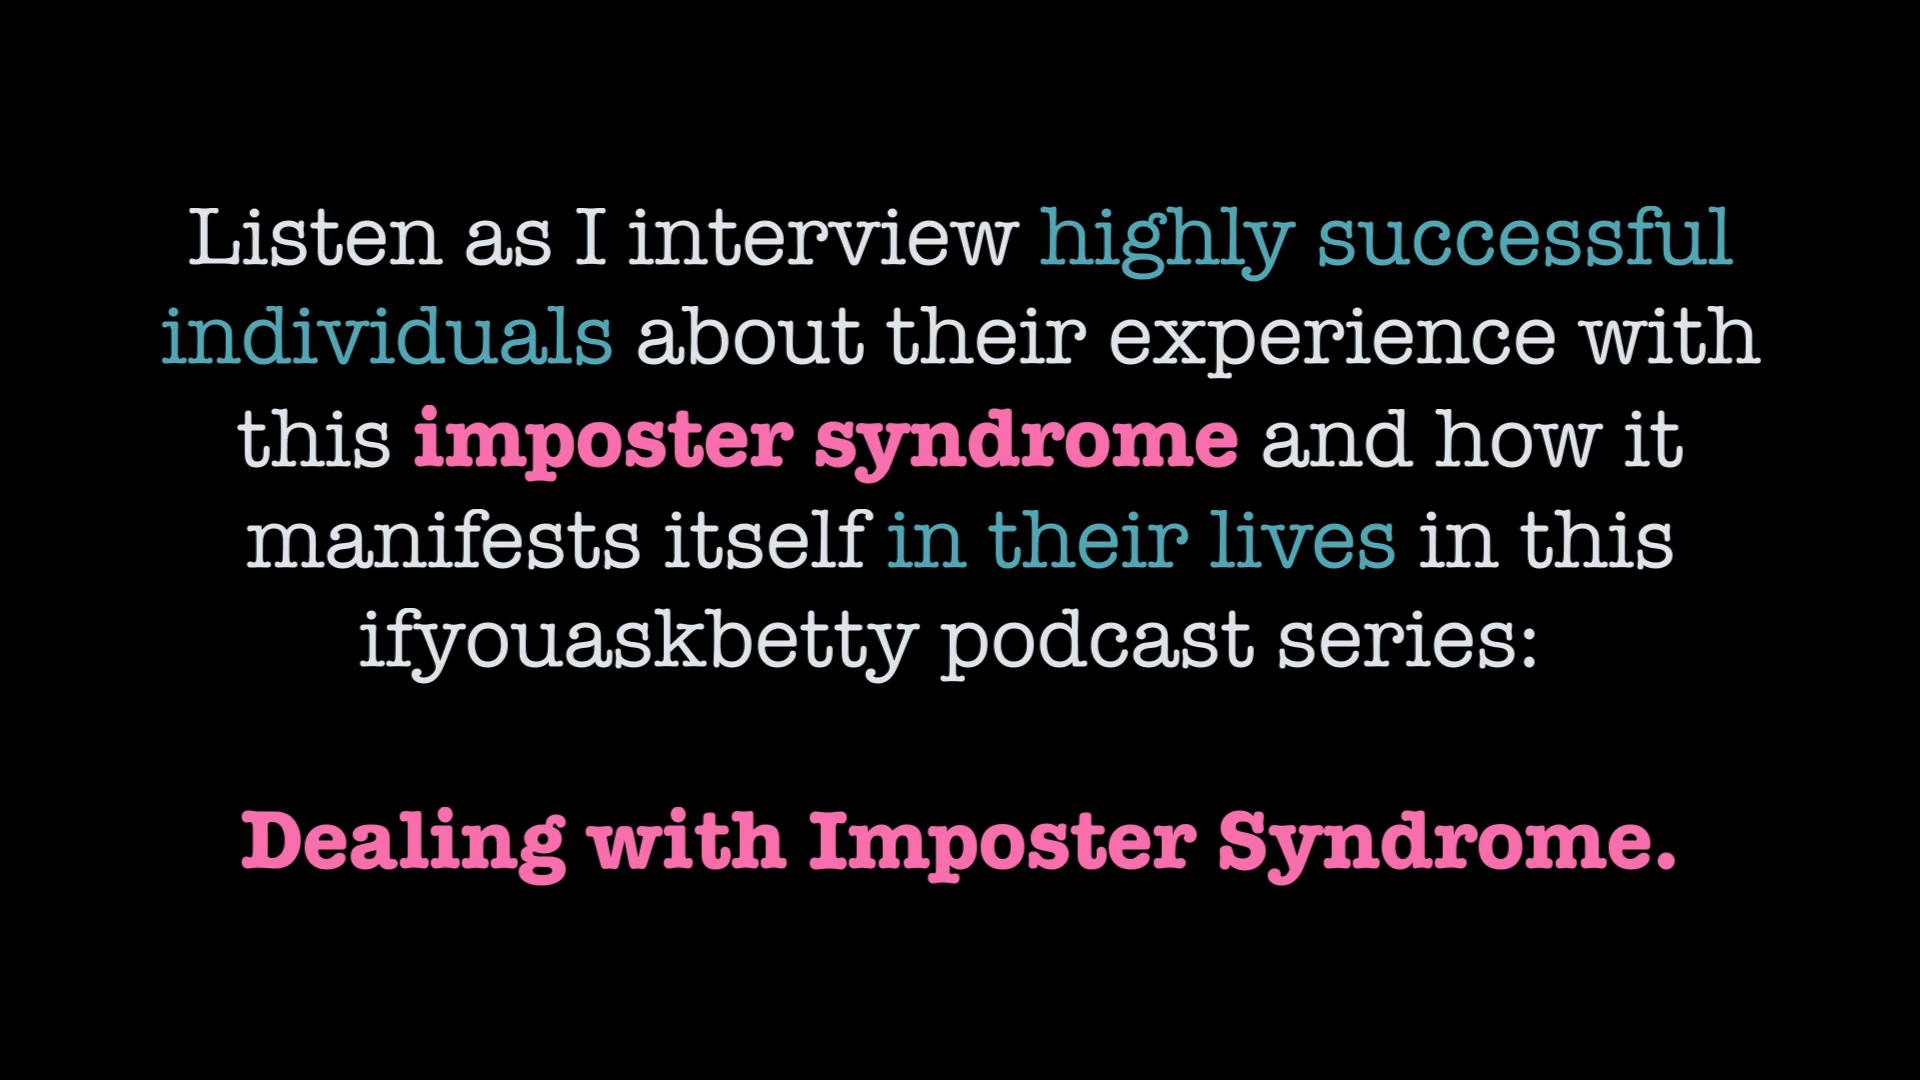 Listen as I interview highly successful
individuals about their experience with
this imposter syndrome and how it
manifests itself in their lives in this
ifyouaskbetty podcast series:
Dealing with Imposter Syndrome.